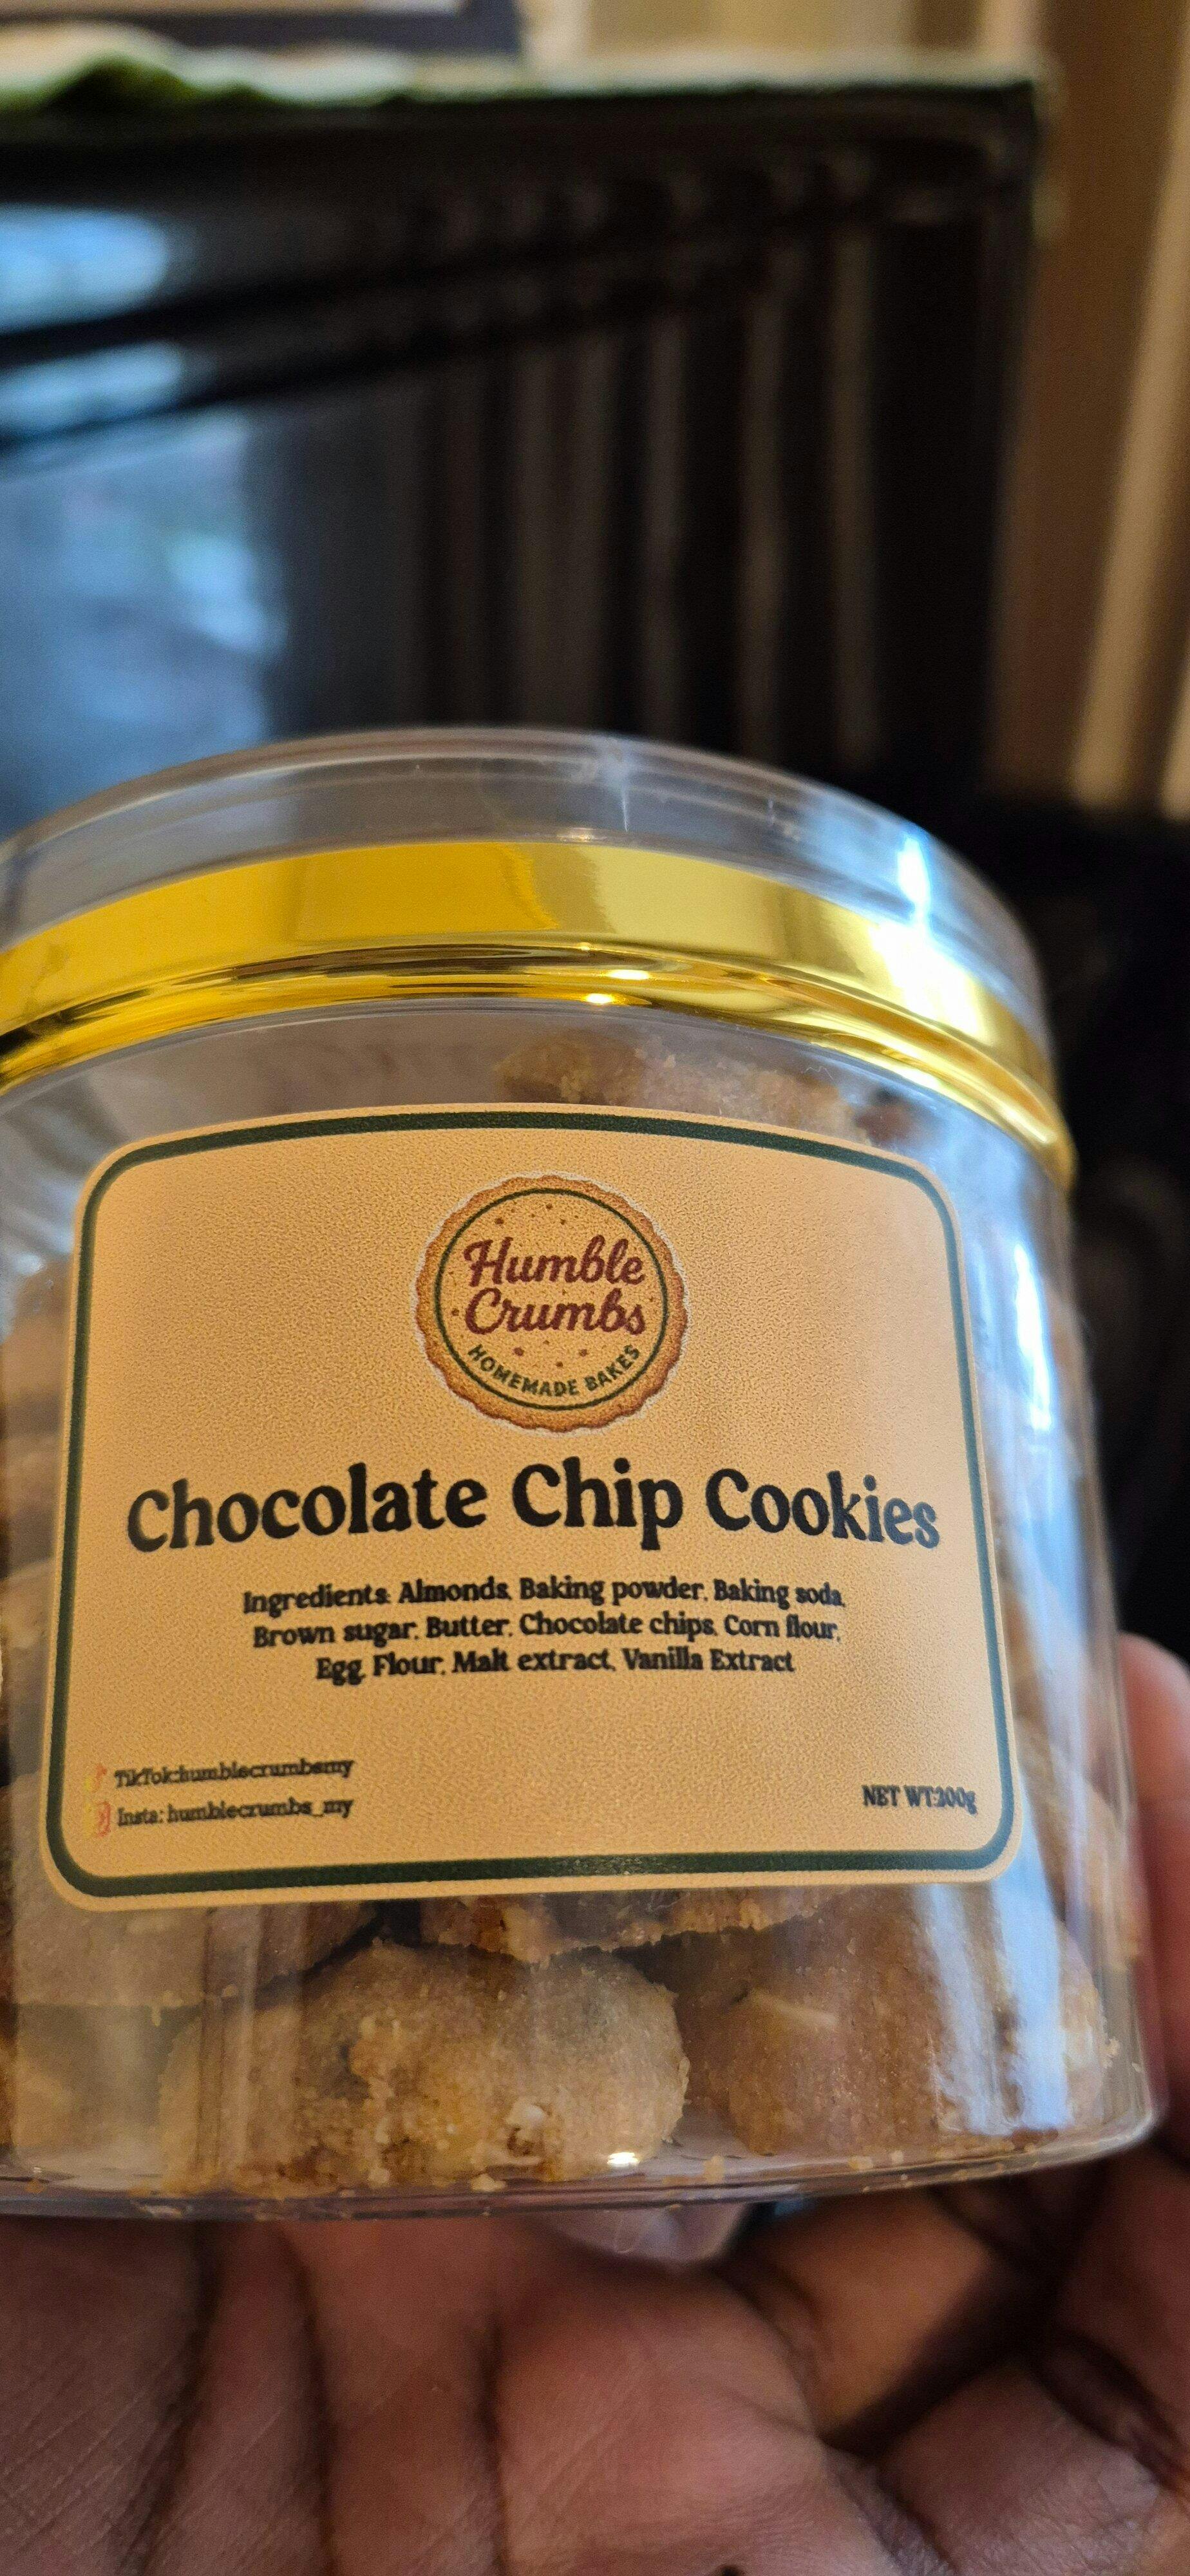 Humble
Crumbs
HOMEMADE BAKES
Chocolate Chip Cookies
Ingredients: Almonds, Baking powder, Baking soda,
Brown sugar, Butter, Chocolate chips, Corn flour,
Egg, Flour, Malt extract, Vanilla Extract
TikTok:humblecrumbsmy
Insta: humblecrumbs_my
NET WT:200g